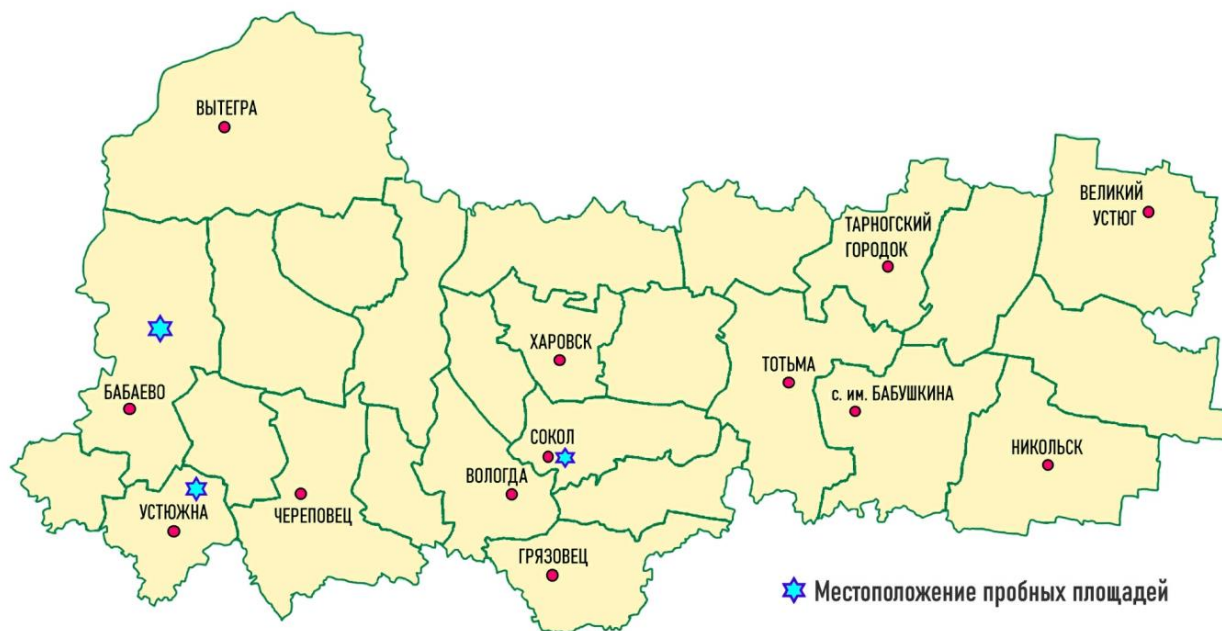 ВЫТЕГРА
ВЕЛИКИЙ
УСТЮГ
ТАРНОГСКИЙ
ГОРОДОК
ХАРОВСК
ТОТЬМА
БАБАЕВО
с. им. БАБУШКИНА
СОКОЛ
НИКОЛЬСК
ВОЛОГДА
УСТЮЖНА
ЧЕРЕПОВЕЦ
ГРЯЗОВЕЦ
Местоположение пробных площадей